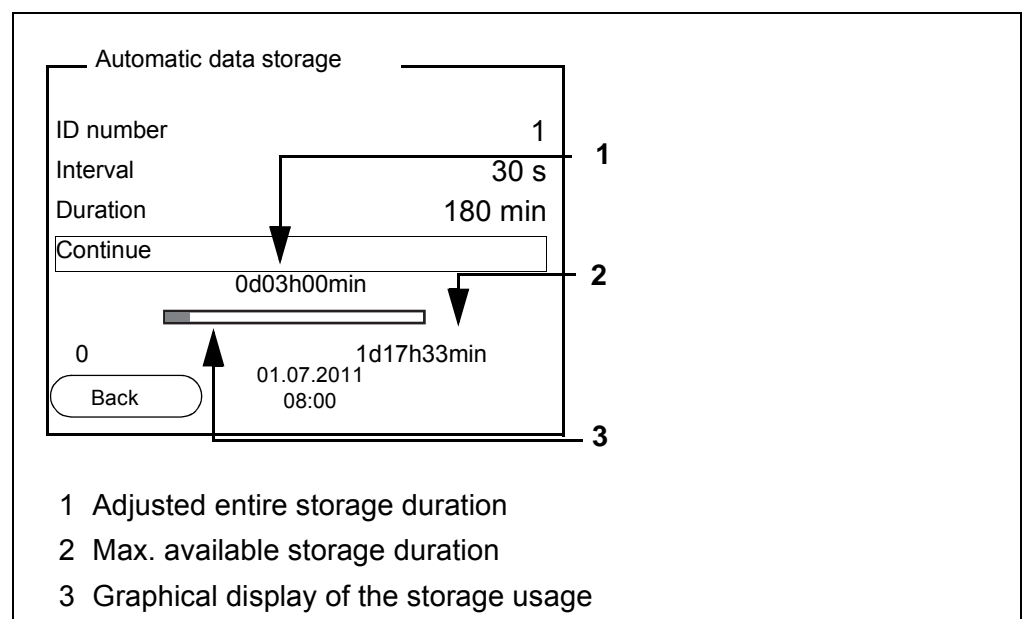 Automatic data storage
ID number 1
Interval 30 s
Duration 180 min
Continue
0d03h00min
0 1d17h33min
01.07.2011
08:00
Back
1
2
3
1 Adjusted entire storage duration
2 Max. available storage duration
3 Graphical display of the storage usage